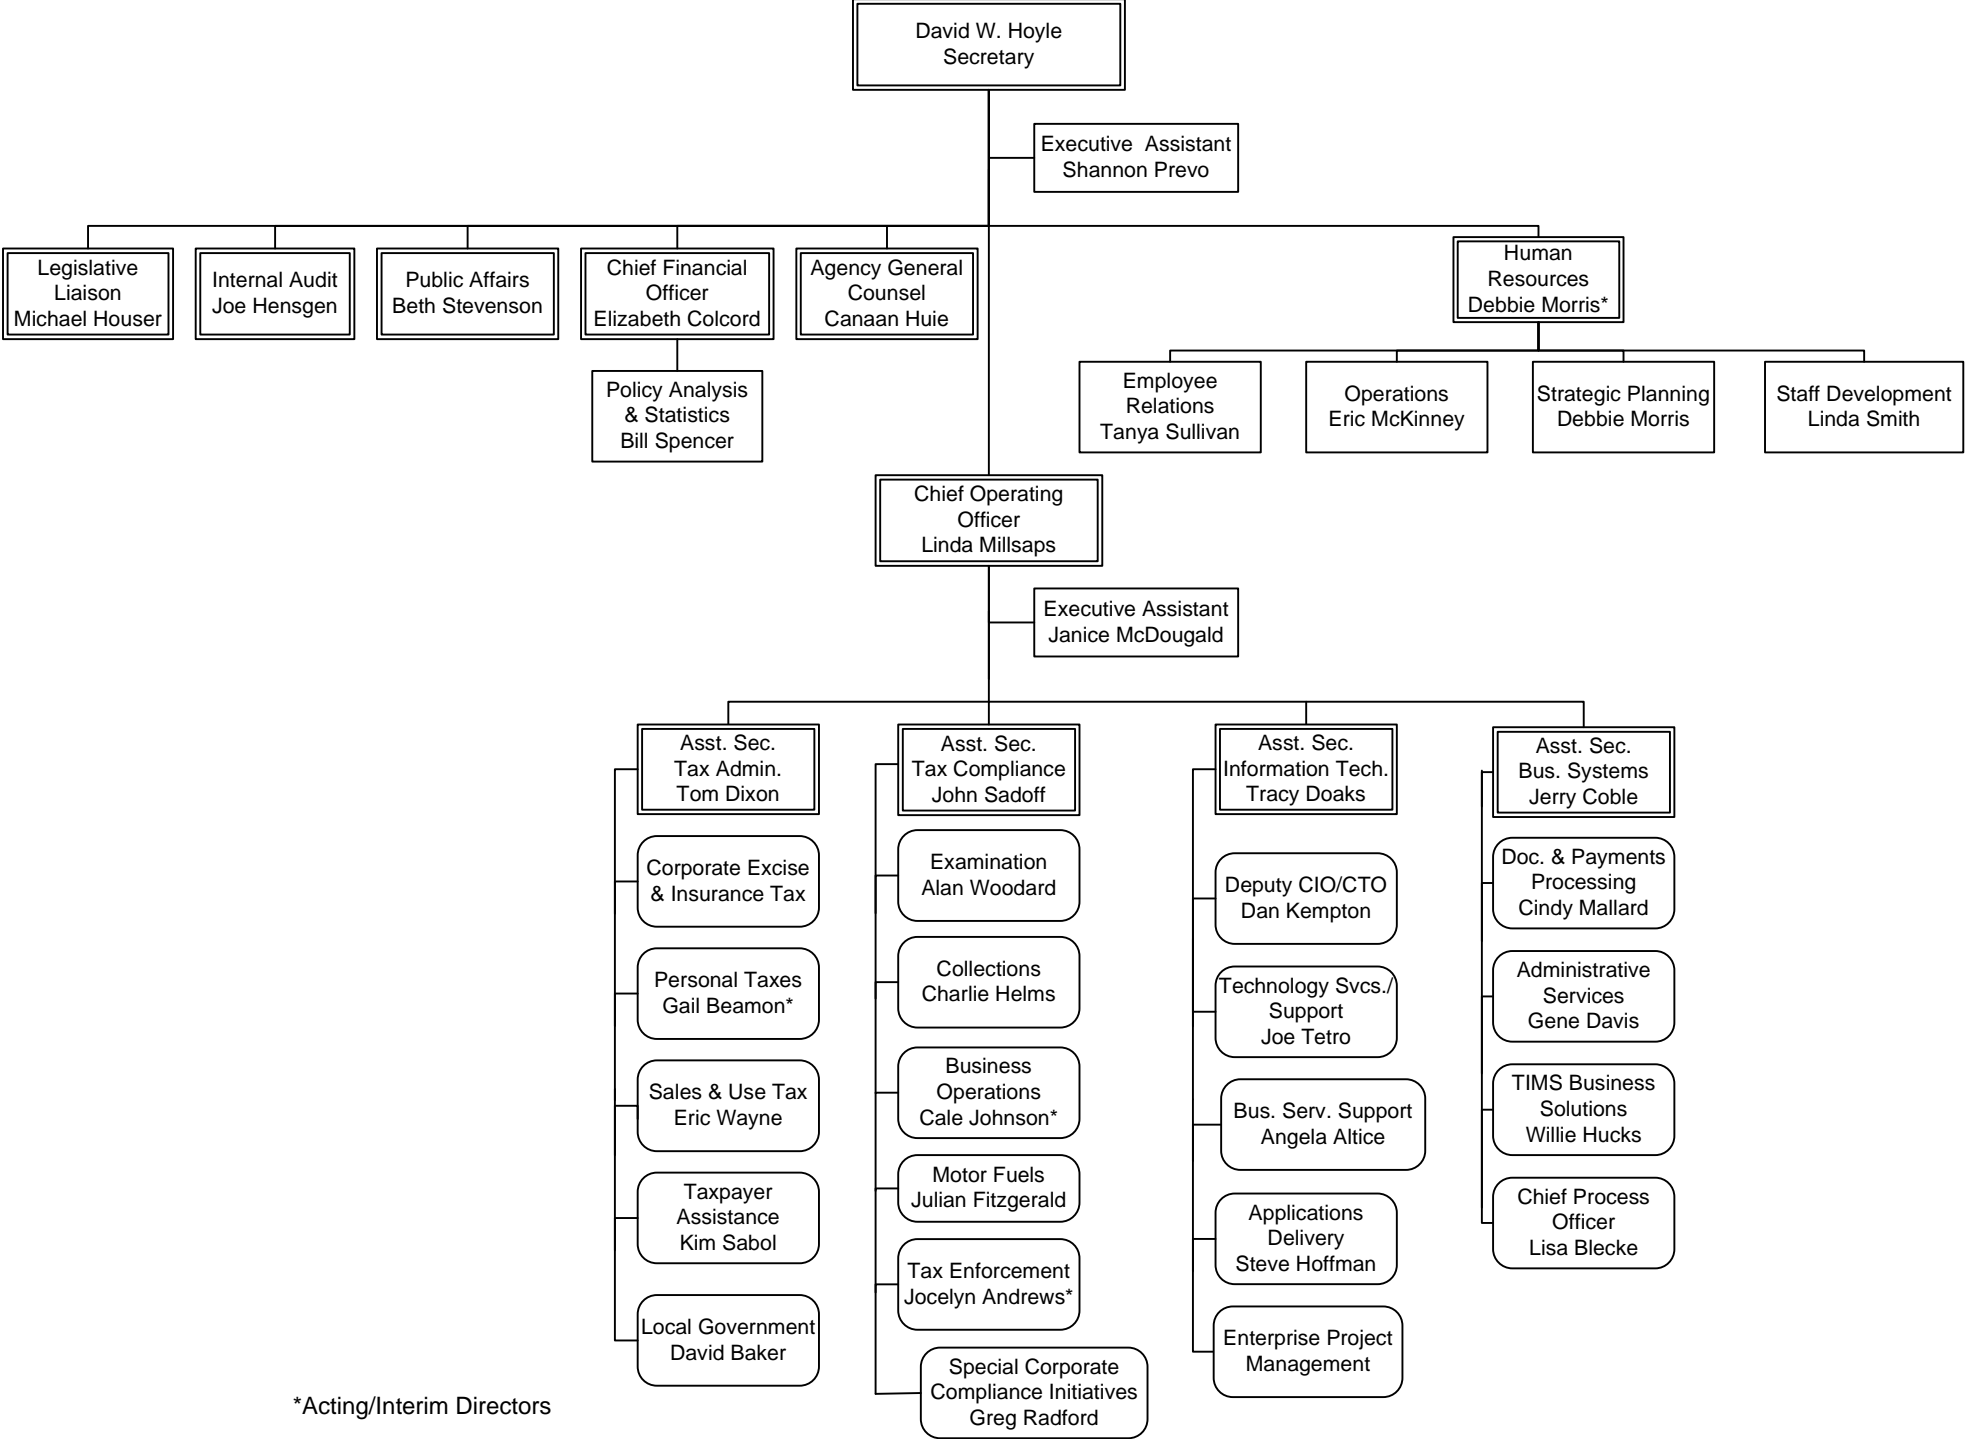 David W. Hoyle
Secretary
Executive Assistant
Shannon Prevo
Legislative
Liaison
Michael Houser
Internal Audit
Joe Hensgen
Public Affairs
Beth Stevenson
Chief Financial
Officer
Elizabeth Colcord
Agency General
Counsel
Canaan Huie
Human
Resources
Debbie Morris*
Policy Analysis
& Statistics
Bill Spencer
Employee
Relations
Tanya Sullivan
Operations
Eric McKinney
Strategic Planning
Debbie Morris
Staff Development
Linda Smith
Chief Operating
Officer
Linda Millsaps
Executive Assistant
Janice McDougald
Asst. Sec.
Tax Admin.
Tom Dixon
Corporate Excise
& Insurance Tax
Personal Taxes
Gail Beamon*
Sales & Use Tax
Eric Wayne
Taxpayer
Assistance
Kim Sabol
Local Government
David Baker
Asst. Sec.
Tax Compliance
John Sadoff
Examination
Alan Woodard
Collections
Charlie Helms
Business
Operations
Cale Johnson*
Motor Fuels
Julian Fitzgerald
Tax Enforcement
Jocelyn Andrews*
Special Corporate
Compliance Initiatives
Greg Radford
Asst. Sec.
Information Tech.
Tracy Doaks
Deputy CIO/CTO
Dan Kempton
Technology Svcs./
Support
Joe Tetro
Bus. Serv. Support
Angela Altice
Applications
Delivery
Steve Hoffman
Enterprise Project
Management
Asst. Sec.
Bus. Systems
Jerry Coble
Doc. & Payments
Processing
Cindy Mallard
Administrative
Services
Gene Davis
TIMS Business
Solutions
Willie Hucks
Chief Process
Officer
Lisa Blecke
*Acting/Interim Directors